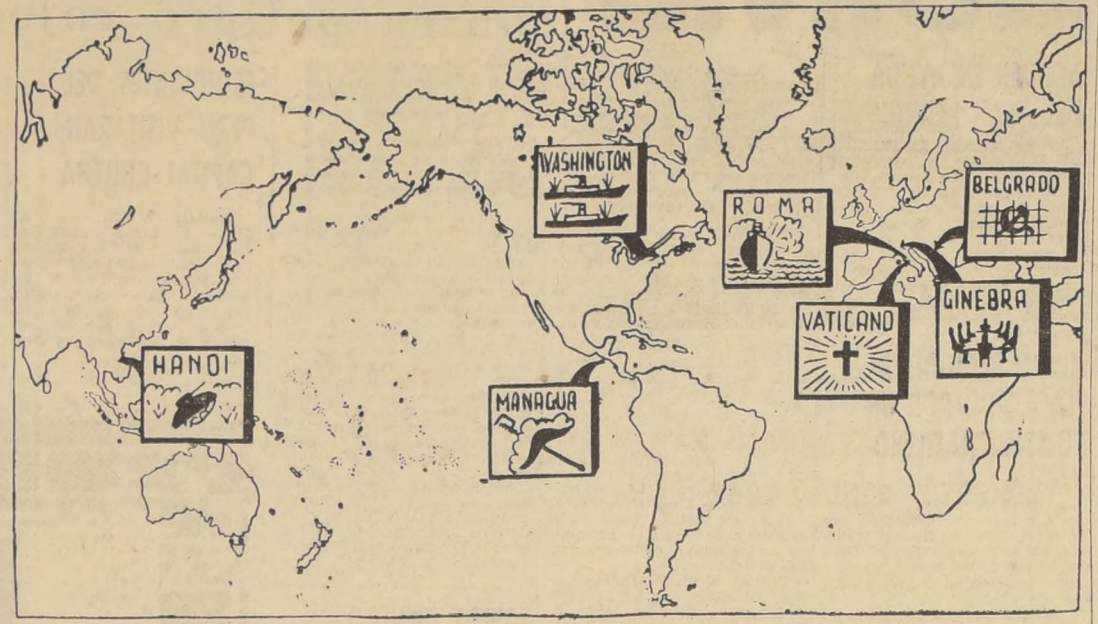 WASHINGTON
ROMA
BELGRADO
GINEBRA
VATICANO
HANOI
MANAGUA